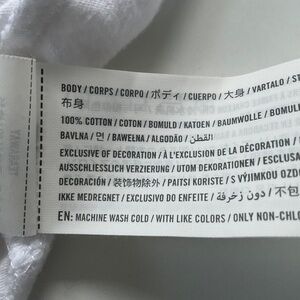 BODY / CORPS / CORPO / ボディ / CUERPO / 大身 / VARTALO / ST
布身
100% COTTON / COTON / BOMULD / KATOEN / BAUMWOLLE / BOMUL
BAVLNA / 면 / BAWEŁNA / ALGODÃO / القطن /
EXCLUSIVE OF DECORATION / À L'EXCLUSION DE LA DÉCORATION / U
AUSSCHLIESSLICH VERZIERUNG / UTOM DEKORATIONEN / ESCLUSA
DECORACIÓN / 装饰物除外 / PAITSI KORISTE / S VÝJIMKOU OZDO
IKKE MEDREGNET / EXCLUSIVO DO ENFEITE / دون زخرفة / 不包
EN: MACHINE WASH COLD / WITH LIKE COLORS / ONLY NON-CHLO